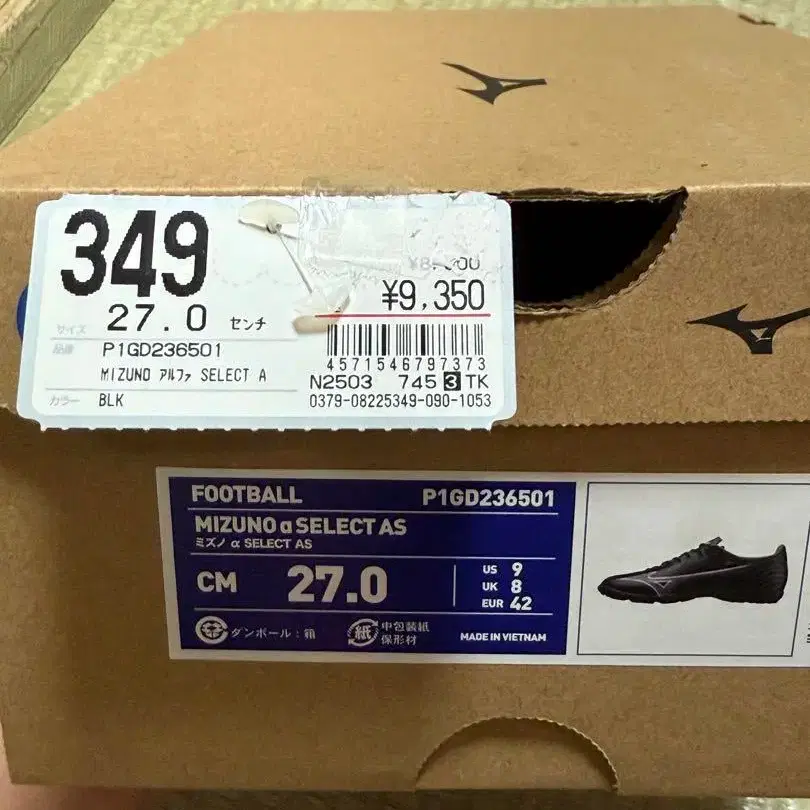 349
¥9,350
サイズ 27.0 センチ
品番 P1GD236501
4571546797373
MIZUNO アルファ SELECT A
N2503 745 3 TK
カラー BLK
0379-08225349-090-1053
FOOTBALL P1GD236501
MIZUNO α SELECT AS
ミズノ α SELECT AS
CM 27.0
US 9
UK 8
EUR 42
ダンボール：箱
紙 中包装紙
保形材
MADE IN VIETNAM